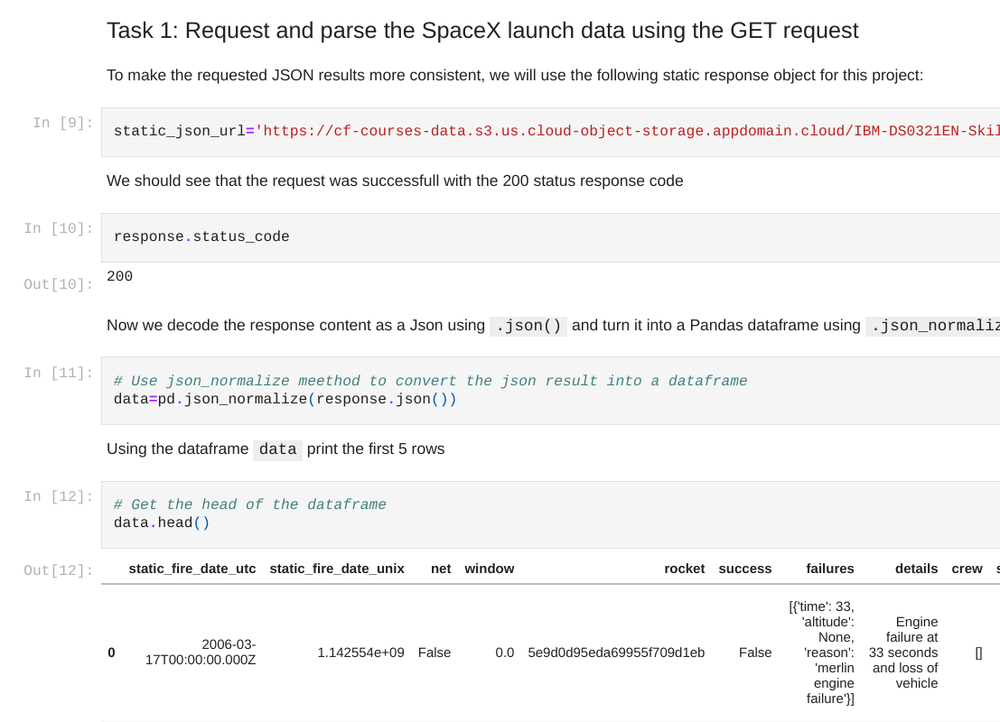 Task 1: Request and parse the SpaceX launch data using the GET request
To make the requested JSON results more consistent, we will use the following static response object for this project:
In [9]:
static_json_url='https://cf-courses-data.s3.us.cloud-object-storage.appdomain.cloud/IBM-DS0321EN-Skil
We should see that the request was successfull with the 200 status response code
In [10]:
response.status_code
Out[10]:
200
Now we decode the response content as a Json using .json() and turn it into a Pandas dataframe using .json_normaliz
In [11]:
# Use json_normalize meethod to convert the json result into a dataframe
data=pd.json_normalize(response.json())
Using the dataframe data print the first 5 rows
In [12]:
# Get the head of the dataframe
data.head()
Out[12]:
static_fire_date_utc static_fire_date_unix net window rocket success failures details crew s
0
2006-03-
17T00:00:00.000Z
1.142554e+09
False
0.0
5e9d0d95eda69955f709d1eb
False
[{'time': 33,
'altitude':
None,
'reason':
'merlin
engine
failure'}]
Engine
failure at
33 seconds
and loss of
vehicle
[]